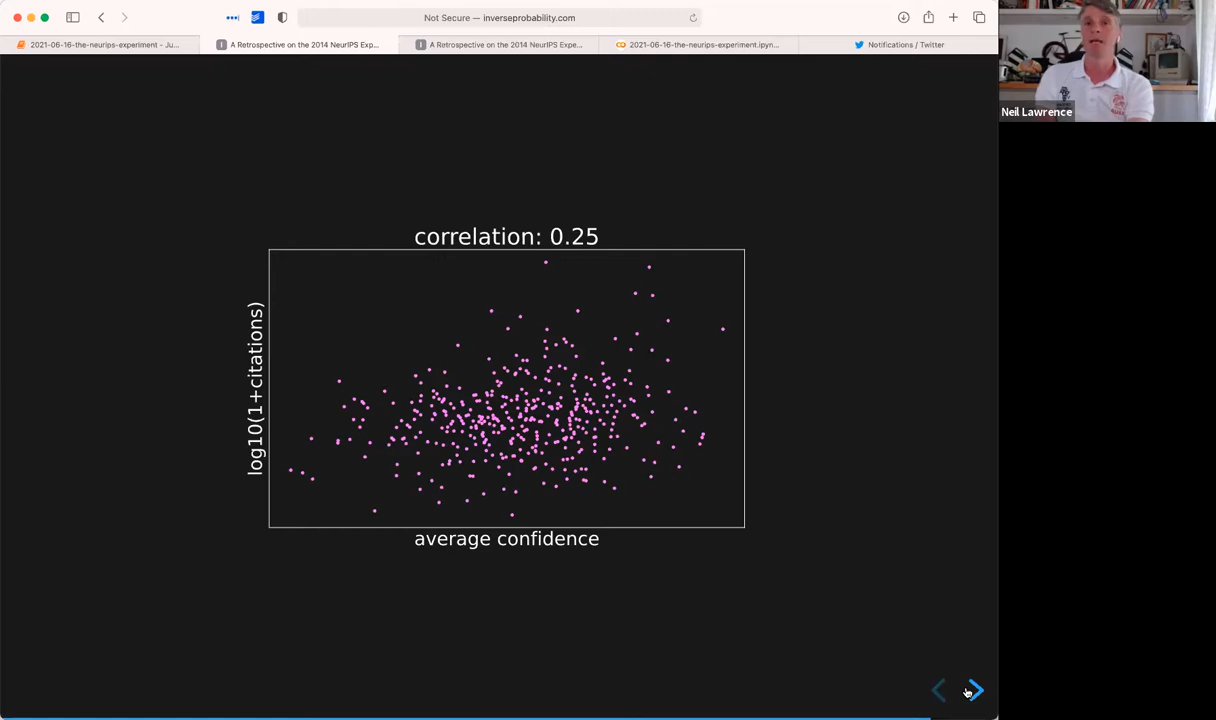 Not Secure — inverseprobability.com
2021-06-16-the-neurips-experiment - Ju...
A Retrospective on the 2014 NeurIPS Exp...
A Retrospective on the 2014 NeurIPS Expe...
2021-06-16-the-neurips-experiment.ipyn...
Notifications / Twitter
Neil Lawrence
correlation: 0.25
log10(1+citations)
average confidence